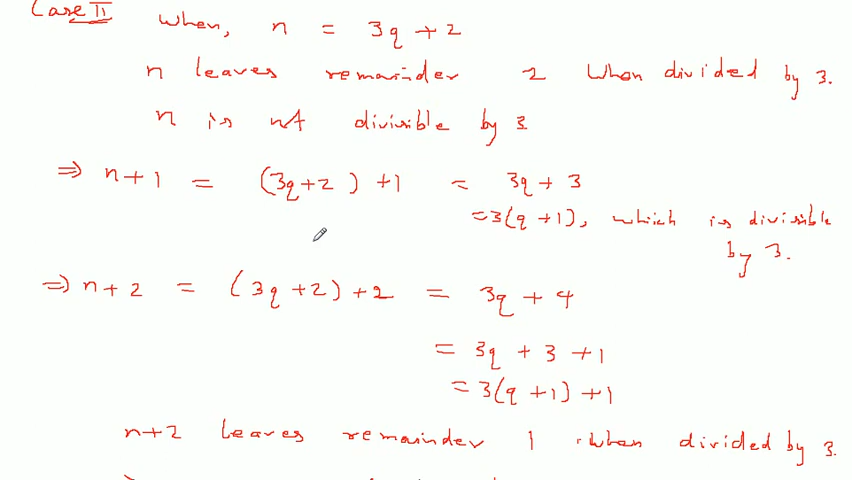 Case II When, n = 3q + 2
n leaves remainder 2 when divided by 3.
n is not divisible by 3
⇒ n+1 = (3q+2) +1 = 3q + 3
=3(q+1), which is divisible
by 3.
⇒ n+2 = (3q+2)+2 = 3q + 4
= 3q + 3 +1
= 3(q+1)+1
n+2 leaves remainder 1 when divided by 3.